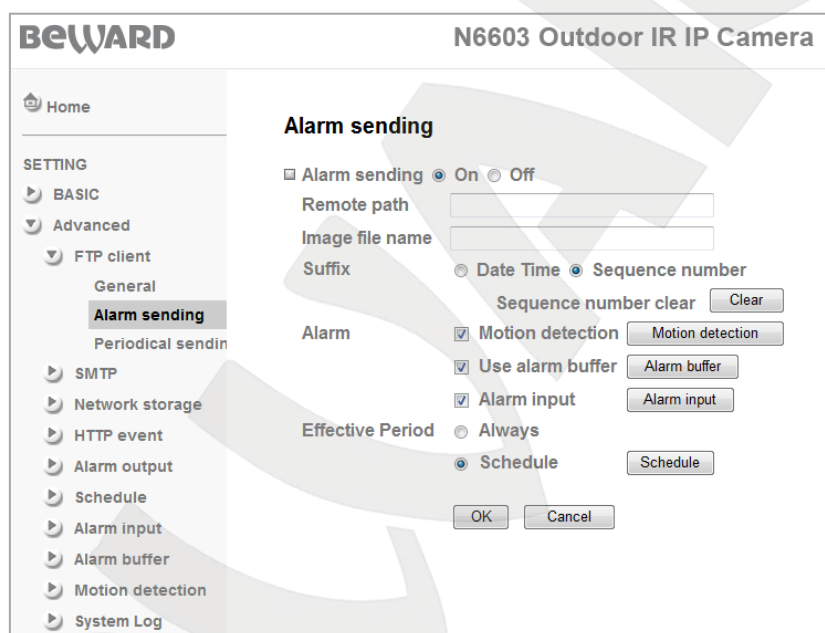 BEWARD
N6603 Outdoor IR IP Camera
Home
SETTING
BASIC
Advanced
FTP client
General
Alarm sending
Periodical sendin
SMTP
Network storage
HTTP event
Alarm output
Schedule
Alarm input
Alarm buffer
Motion detection
System Log
Alarm sending
Alarm sending On Off
Remote path
Image file name
Suffix Date Time Sequence number
Sequence number clear Clear
Alarm Motion detection Motion detection
Use alarm buffer Alarm buffer
Alarm input Alarm input
Effective Period Always
Schedule Schedule
OK Cancel